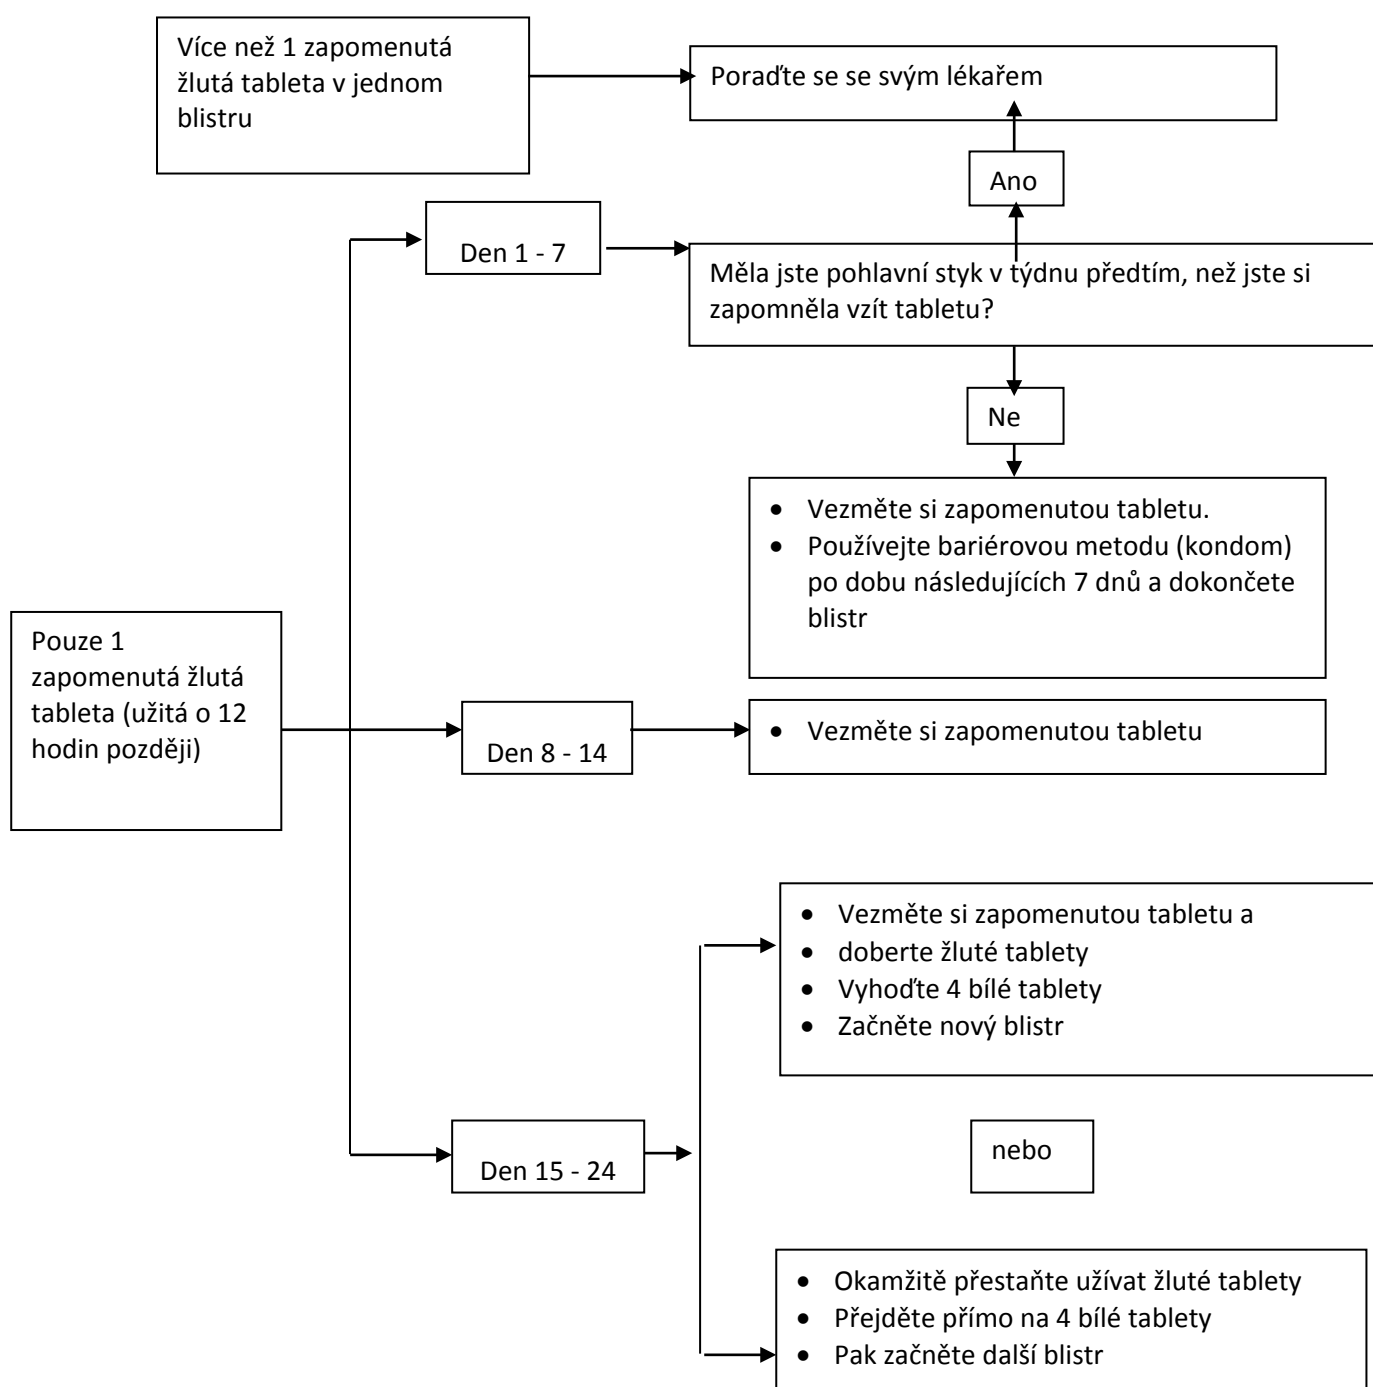 Více než 1 zapomenutá
žlutá tableta v jednom
blistru
Poraďte se se svým lékařem
Ano
Den 1 - 7
Měla jste pohlavní styk v týdnu předtím, než jste si
zapomněla vzít tabletu?
Ne
• Vezměte si zapomenutou tabletu.
• Používejte bariérovou metodu (kondom)
po dobu následujících 7 dnů a dokončete
blistr
Pouze 1
zapomenutá žlutá
tableta (užitá o 12
hodin později)
Den 8 - 14
• Vezměte si zapomenutou tabletu
• Vezměte si zapomenutou tabletu a
• doberte žluté tablety
• Vyhoďte 4 bílé tablety
• Začněte nový blistr
Den 15 - 24
nebo
• Okamžitě přestaňte užívat žluté tablety
• Přejděte přímo na 4 bílé tablety
• Pak začněte další blistr